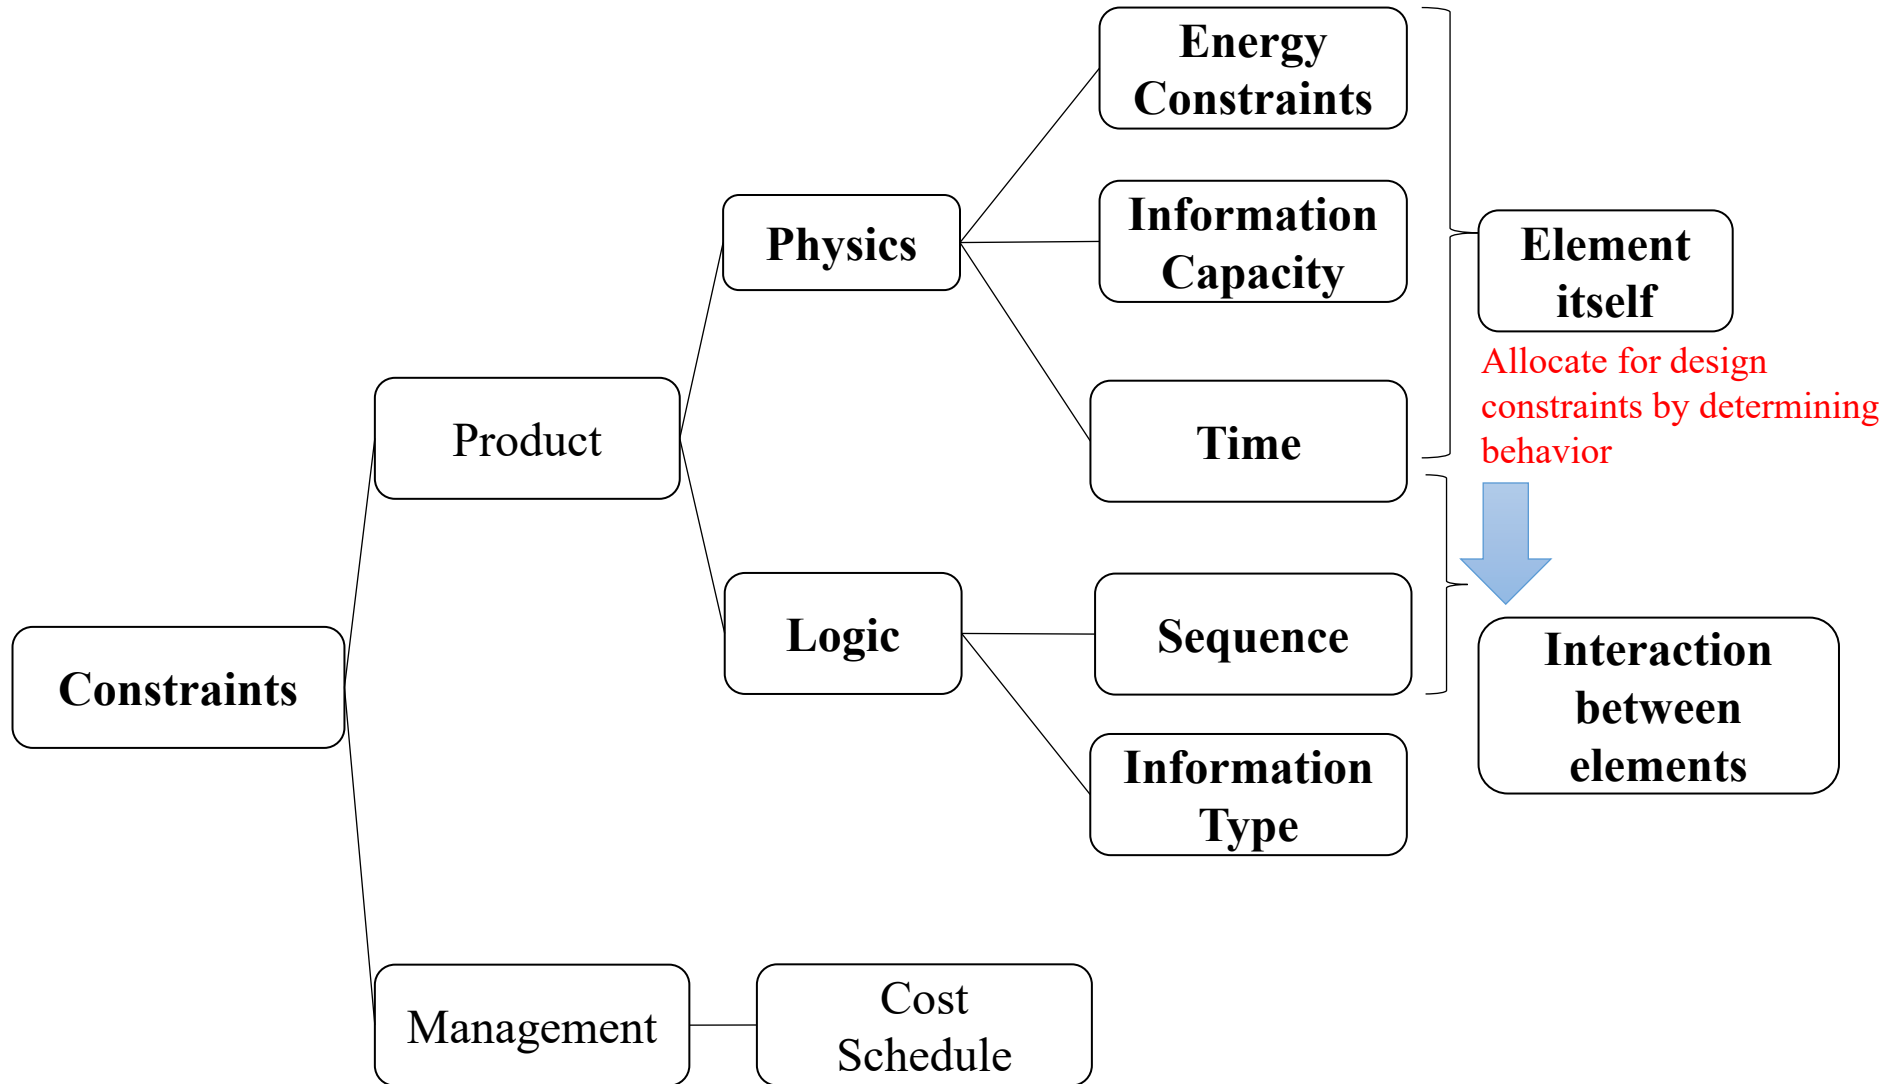 Energy
Constraints
Information
Capacity
Physics
Element
itself
Allocate for design
constraints by determining
behavior
Product
Time
Logic
Sequence
Constraints
Interaction
between
elements
Information
Type
Management
Cost
Schedule